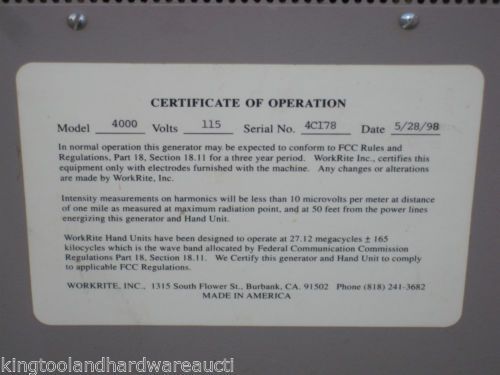 CERTIFICATE OF OPERATION
Model 4000 Volts 115 Serial No. 4C178 Date 5/28/98
In normal operation this generator may be expected to conform to FCC Rules and
Regulations, Part 18, Section 18.11 for a three year period. WorkRite Inc., certifies this
equipment only with electrodes furnished with the machine. Any changes or alterations
are made by WorkRite, Inc.
Intensity measurements on harmonics will be less than 10 microvolts per meter at distance
of one mile as measured at maximum radiation point, and at 50 feet from the power lines
energizing this generator and Hand Unit.
WorkRite Hand Units have been designed to operate at 27.12 megacycles ± 165
kilocycles which is the wave band allocated by Federal Communication Commission
Regulations Part 18, Section 18.11. We Certify this generator and Hand Unit to comply
to applicable FCC Regulations.
WORKRITE, INC., 1315 South Flower St., Burbank, CA. 91502 Phone (818) 241-3682
MADE IN AMERICA
kingtoolandhardwareaucti